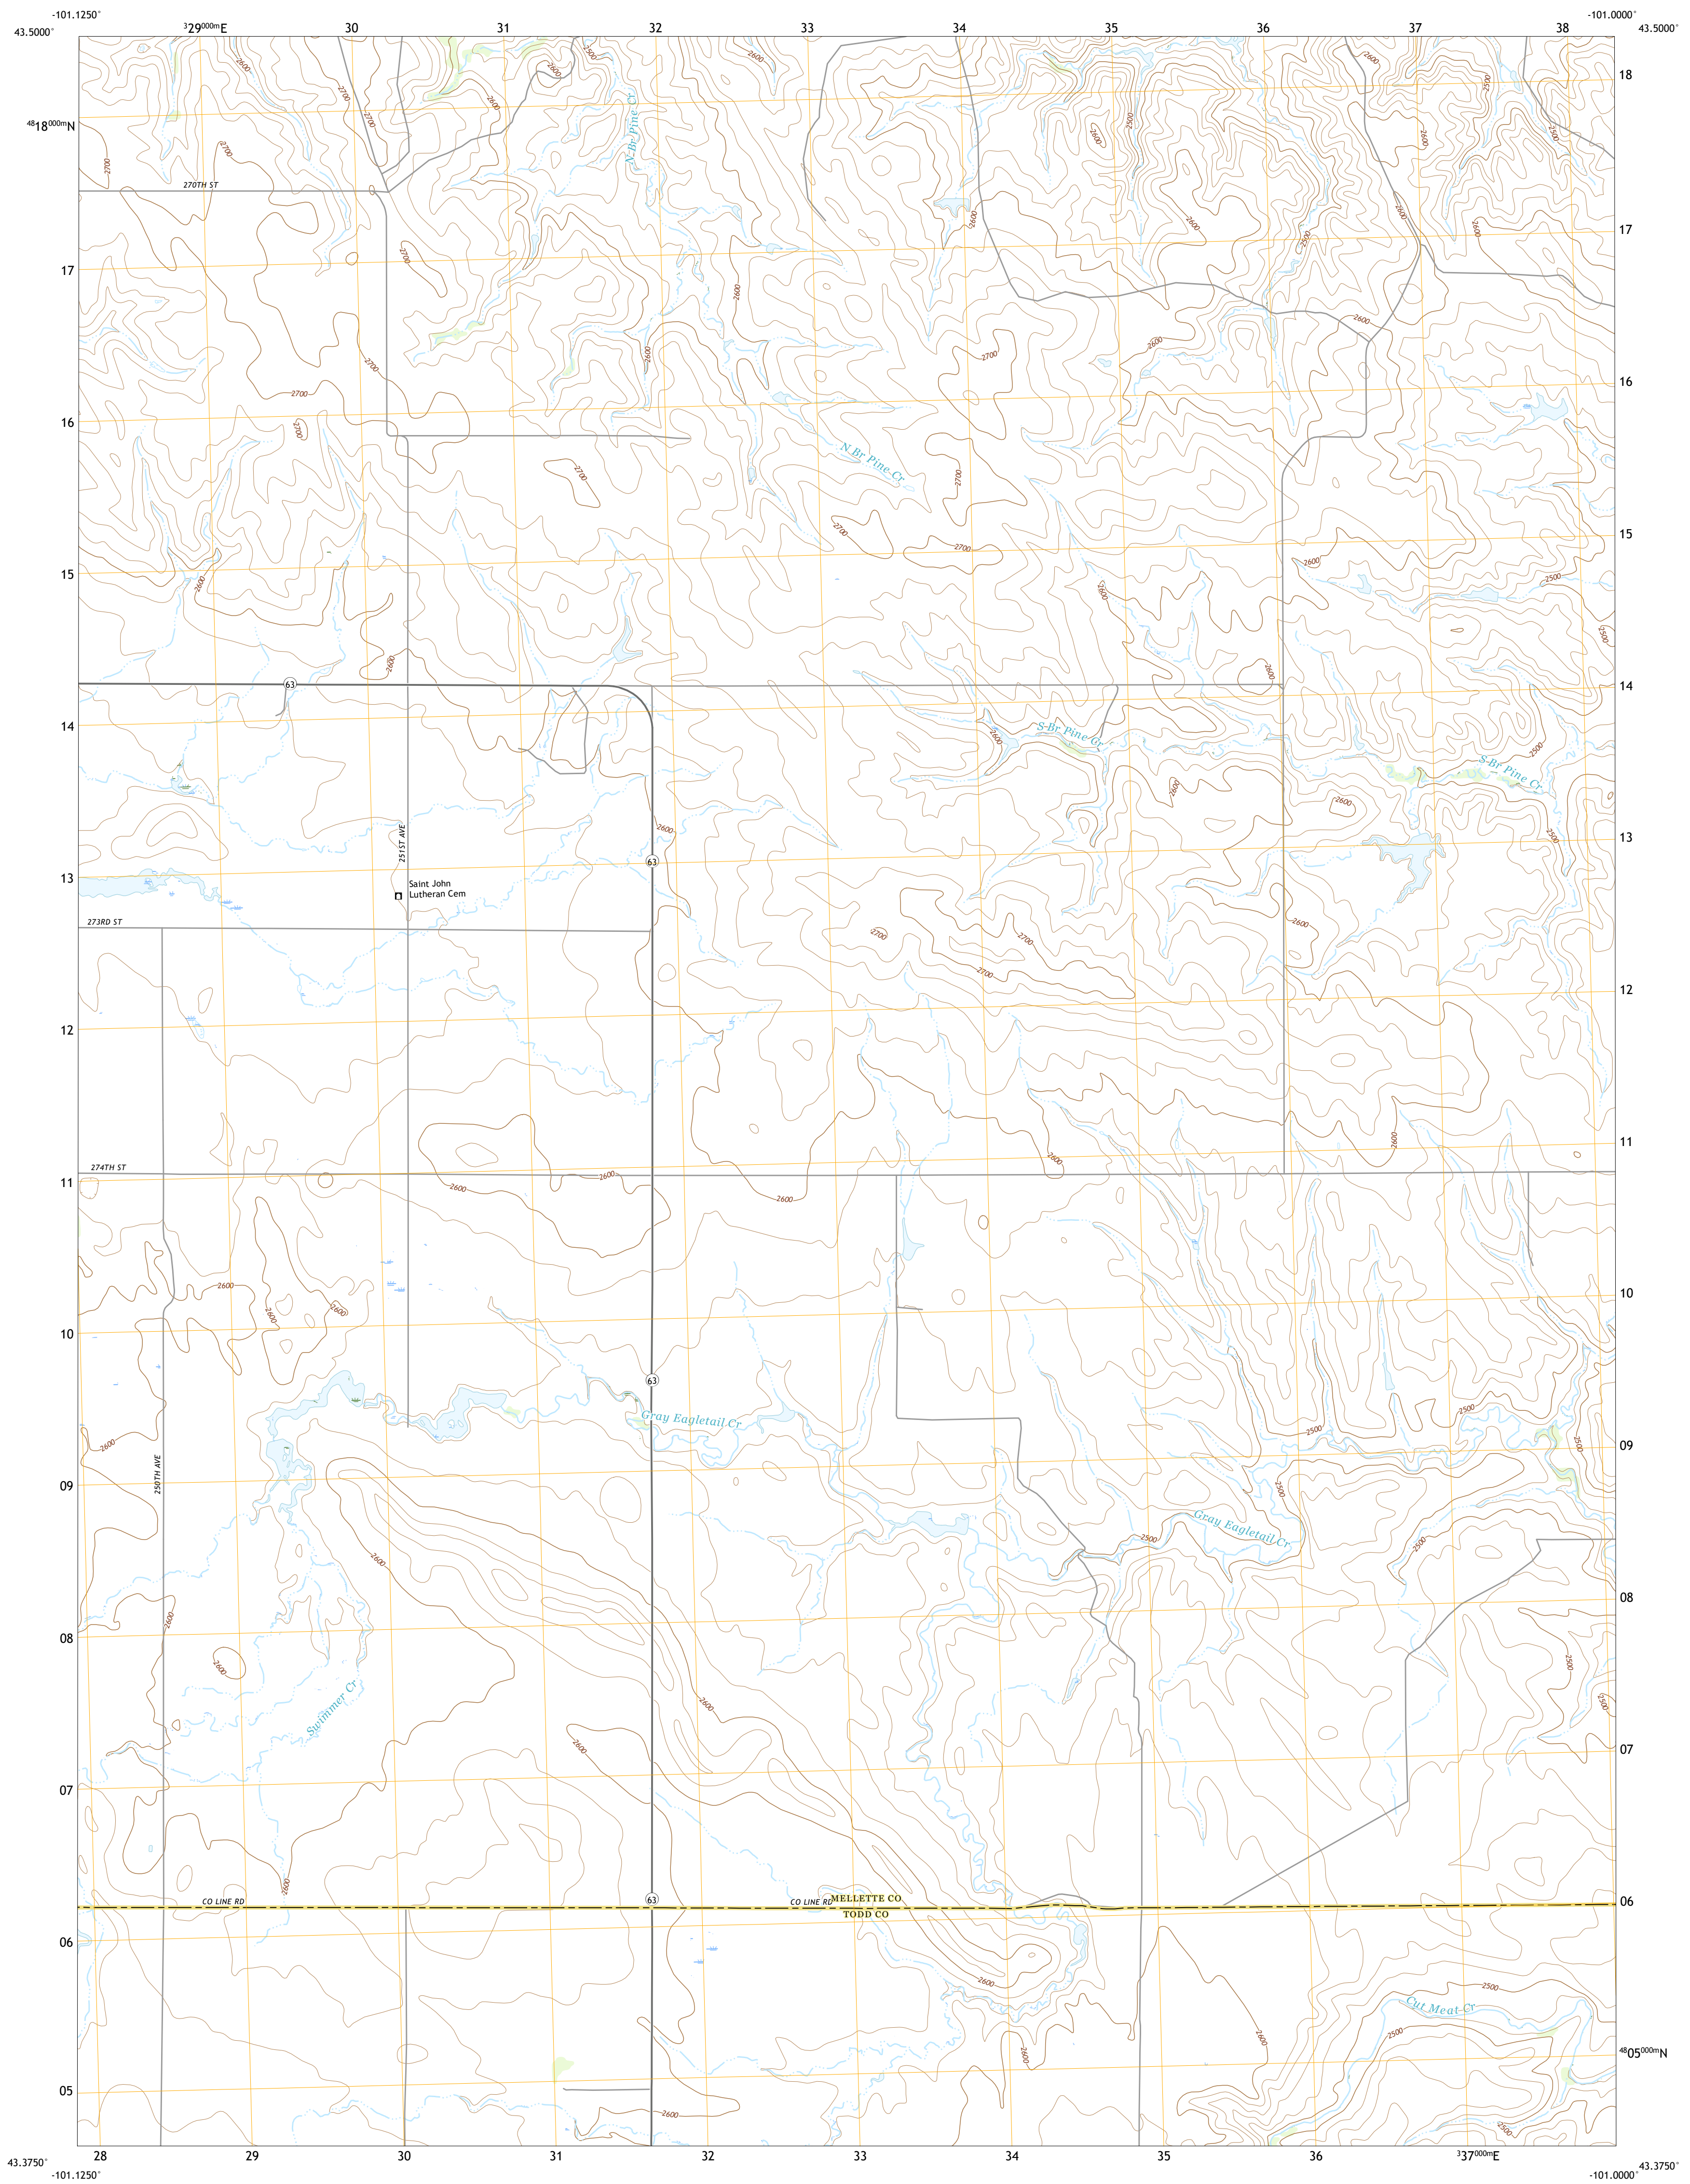 -101.1250°
-101.0000°
43.5000°
³29⁰⁰⁰ᵐE 30 31 32 33 34 35 36 37 38
43.5000°
⁴⁸18⁰⁰⁰ᵐN
17
16
15
14
13
12
11
10
09
08
07
06
05
18
17
16
15
14
13
12
11
10
09
08
07
06
⁴⁸05⁰⁰⁰ᵐN
N Br Pine Cr
270TH ST
N Br Pine Cr
63
S Br Pine Cr
S Br Pine Cr
251ST AVE
63
Saint John
Lutheran Cem
273RD ST
274TH ST
63
Gray Eagletail Cr
250TH AVE
Gray Eagletail Cr
Swimmer Cr
CO LINE RD
63
CO LINE RD
MELLETTE CO
TODD CO
Cut Meat Cr
2700
2600
2500
43.3750°
28 29 30 31 32 33 34 35 36 ³37⁰⁰⁰ᵐE
43.3750°
-101.1250°
-101.0000°